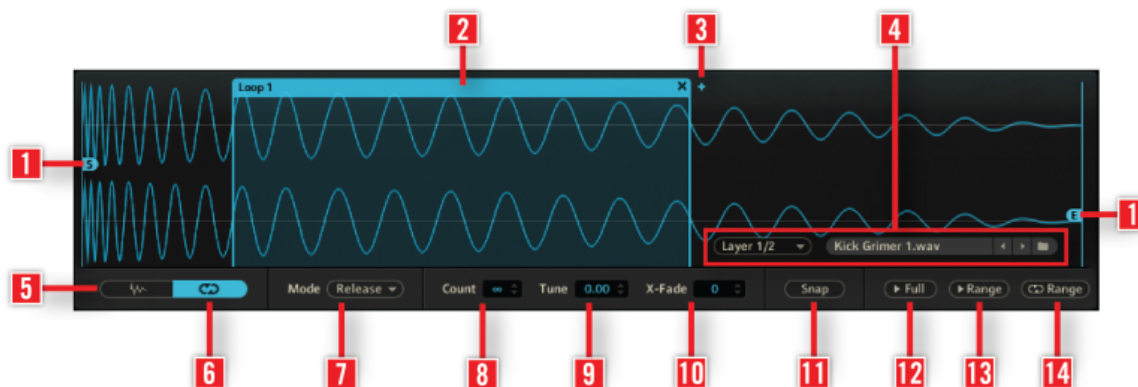 2
3
4
Loop 1
1
S
E
1
Layer 1/2
Kick Grimer 1.wav
5
Mode Release Count ∞ Tune 0.00 X-Fade 0 Snap Full Range Range
6
7
8
9
10
11
12
13
14